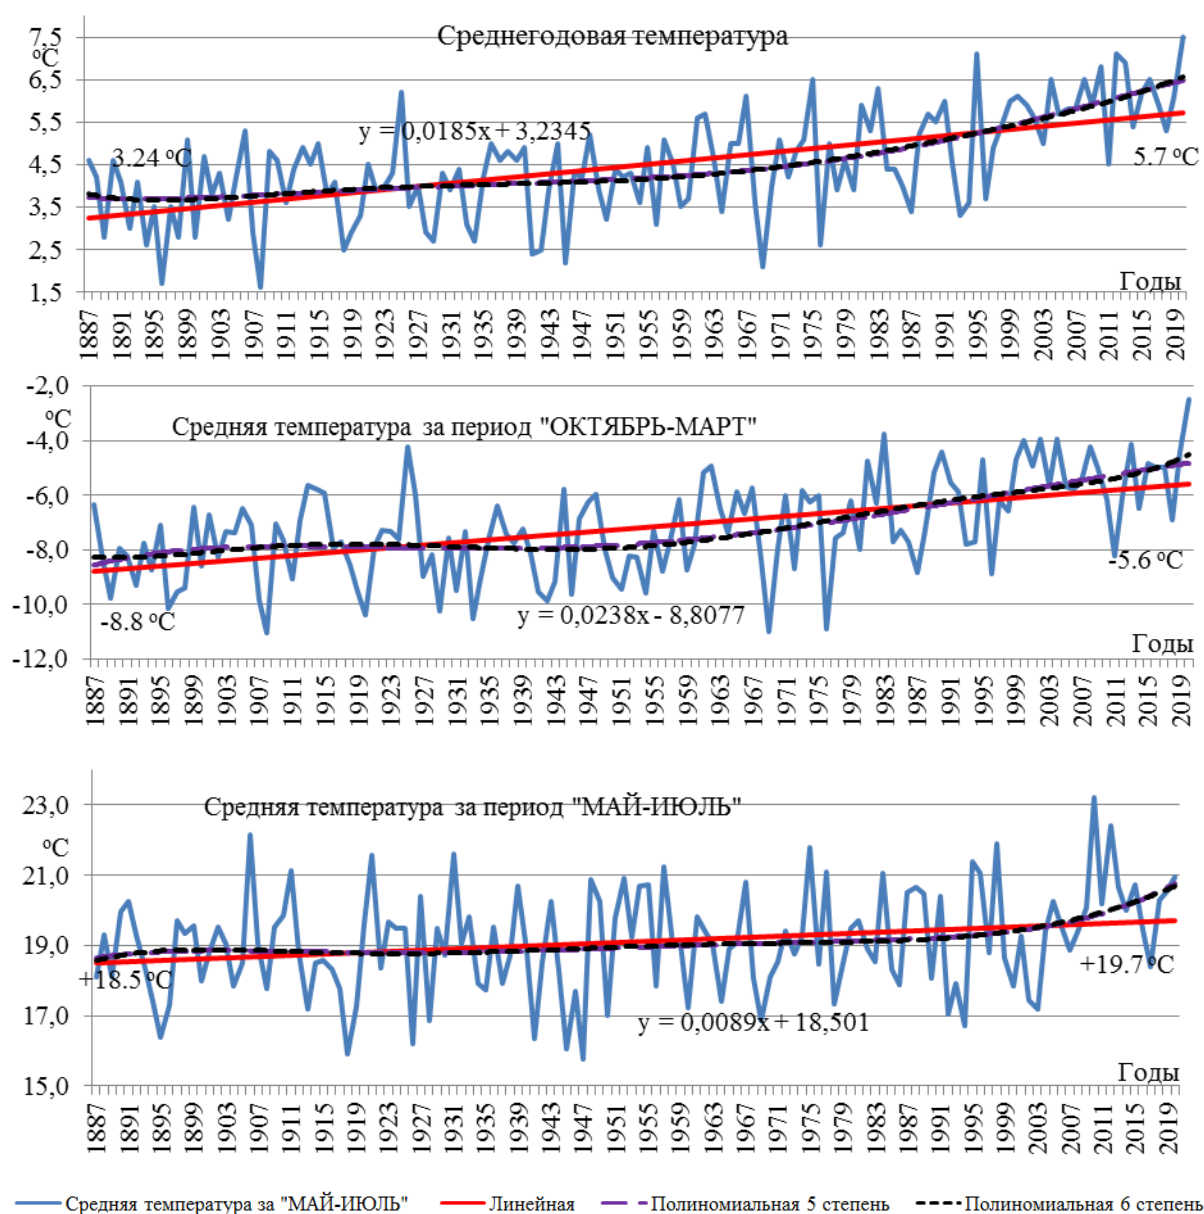 Среднегодовая температура
7,5
°С
6,5
5,5
4,5
3,5
2,5
1,5
y = 0,0185x + 3,2345
3.24 °С
5.7 °С
Годы
1887 1891 1895 1899 1903 1907 1911 1915 1919 1923 1927 1931 1935 1939 1943 1947 1951 1955 1959 1963 1967 1971 1975 1979 1983 1987 1991 1995 1999 2003 2007 2011 2015 2019
-2,0
°С
-4,0
-6,0
-8,0
-10,0
-12,0
Средняя температура за период "ОКТЯБРЬ-МАРТ"
-5.6 °С
-8.8 °С
y = 0,0238x - 8,8077
Годы
1887 1891 1895 1899 1903 1907 1911 1915 1919 1923 1927 1931 1935 1939 1943 1947 1951 1955 1959 1963 1967 1971 1975 1979 1983 1987 1991 1995 1999 2003 2007 2011 2015 2019
23,0
°С
21,0
19,0
17,0
15,0
Средняя температура за период "МАЙ-ИЮЛЬ"
+18.5 °С
+19.7 °С
y = 0,0089x + 18,501
Годы
1887 1891 1895 1899 1903 1907 1911 1915 1919 1923 1927 1931 1935 1939 1943 1947 1951 1955 1959 1963 1967 1971 1975 1979 1983 1987 1991 1995 1999 2003 2007 2011 2015 2019
Средняя температура за "МАЙ-ИЮЛЬ" Линейная Полиномиальная 5 степень Полиномиальная 6 степень